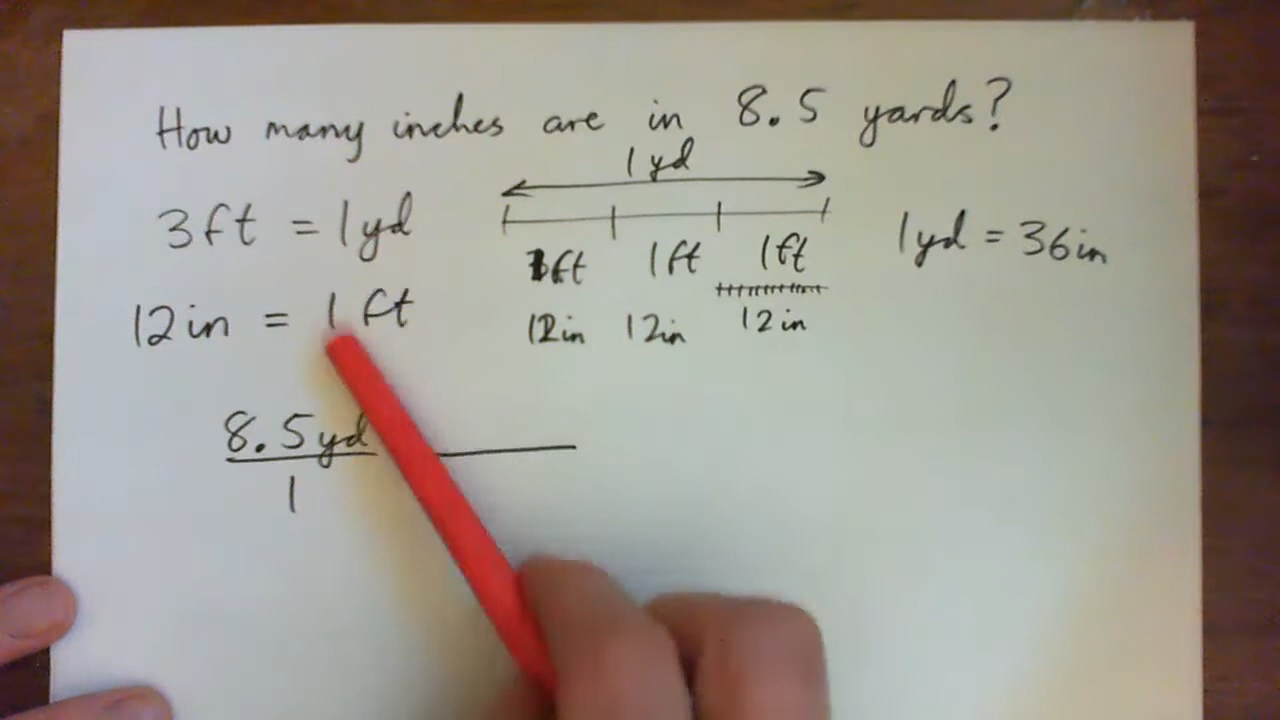 How many inches are in 8.5 yards?
1 yd
3 ft = 1 yd
1 ft 1 ft 1 ft
1 yd = 36 in
12 in = 1 ft
12 in 12 in 12 in
8.5 yd
1